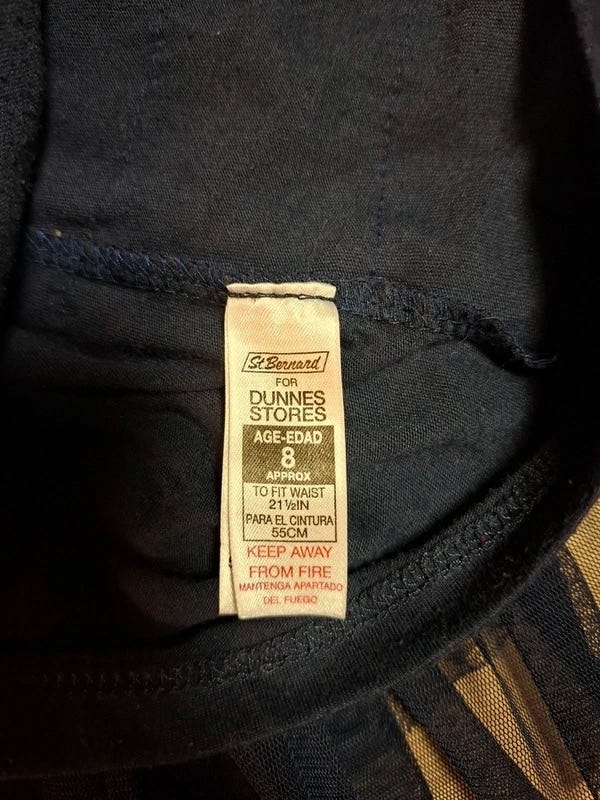 St.Bernard
FOR
DUNNES
STORES
AGE-EDAD
8
APPROX
TO FIT WAIST
21½IN
PARA EL CINTURA
55CM
KEEP AWAY
FROM FIRE
MANTENGA APARTADO
DEL FUEGO